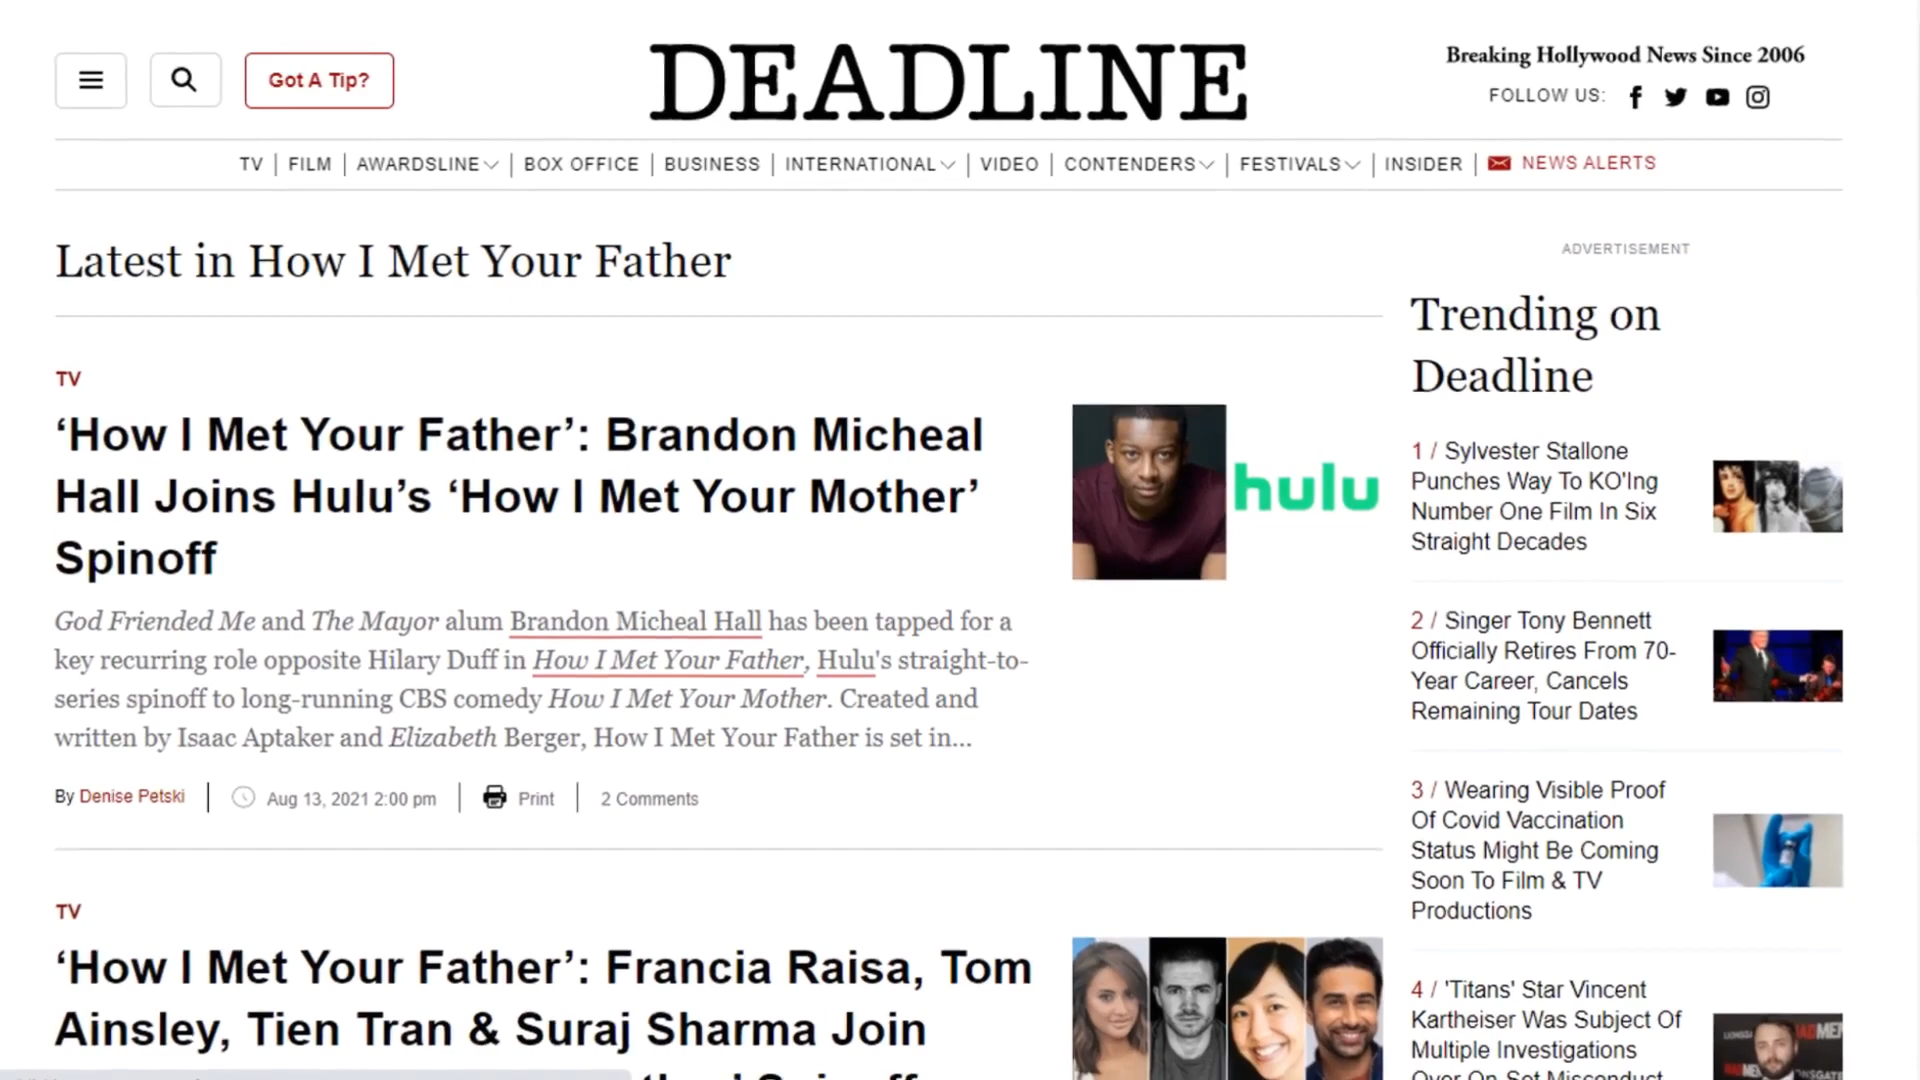 Got A Tip?
DEADLINE
Breaking Hollywood News Since 2006
FOLLOW US:
TV | FILM | AWARDSLINE | BOX OFFICE | BUSINESS | INTERNATIONAL | VIDEO | CONTENDERS | FESTIVALS | INSIDER | NEWS ALERTS
Latest in How I Met Your Father
TV
‘How I Met Your Father’: Brandon Micheal
Hall Joins Hulu’s ‘How I Met Your Mother’
Spinoff
hulu
God Friended Me and The Mayor alum Brandon Micheal Hall has been tapped for a
key recurring role opposite Hilary Duff in How I Met Your Father, Hulu's straight-to-
series spinoff to long-running CBS comedy How I Met Your Mother. Created and
written by Isaac Aptaker and Elizabeth Berger, How I Met Your Father is set in...
By Denise Petski | Aug 13, 2021 2:00 pm | Print | 2 Comments
TV
‘How I Met Your Father’: Francia Raisa, Tom
Ainsley, Tien Tran & Suraj Sharma Join
Spinoff
ADVERTISEMENT
Trending on
Deadline
1 / Sylvester Stallone
Punches Way To KO'Ing
Number One Film In Six
Straight Decades
2 / Singer Tony Bennett
Officially Retires From 70-
Year Career, Cancels
Remaining Tour Dates
3 / Wearing Visible Proof
Of Covid Vaccination
Status Might Be Coming
Soon To Film & TV
Productions
4 / 'Titans' Star Vincent
Kartheiser Was Subject Of
Multiple Investigations
Over On-Set Misconduct